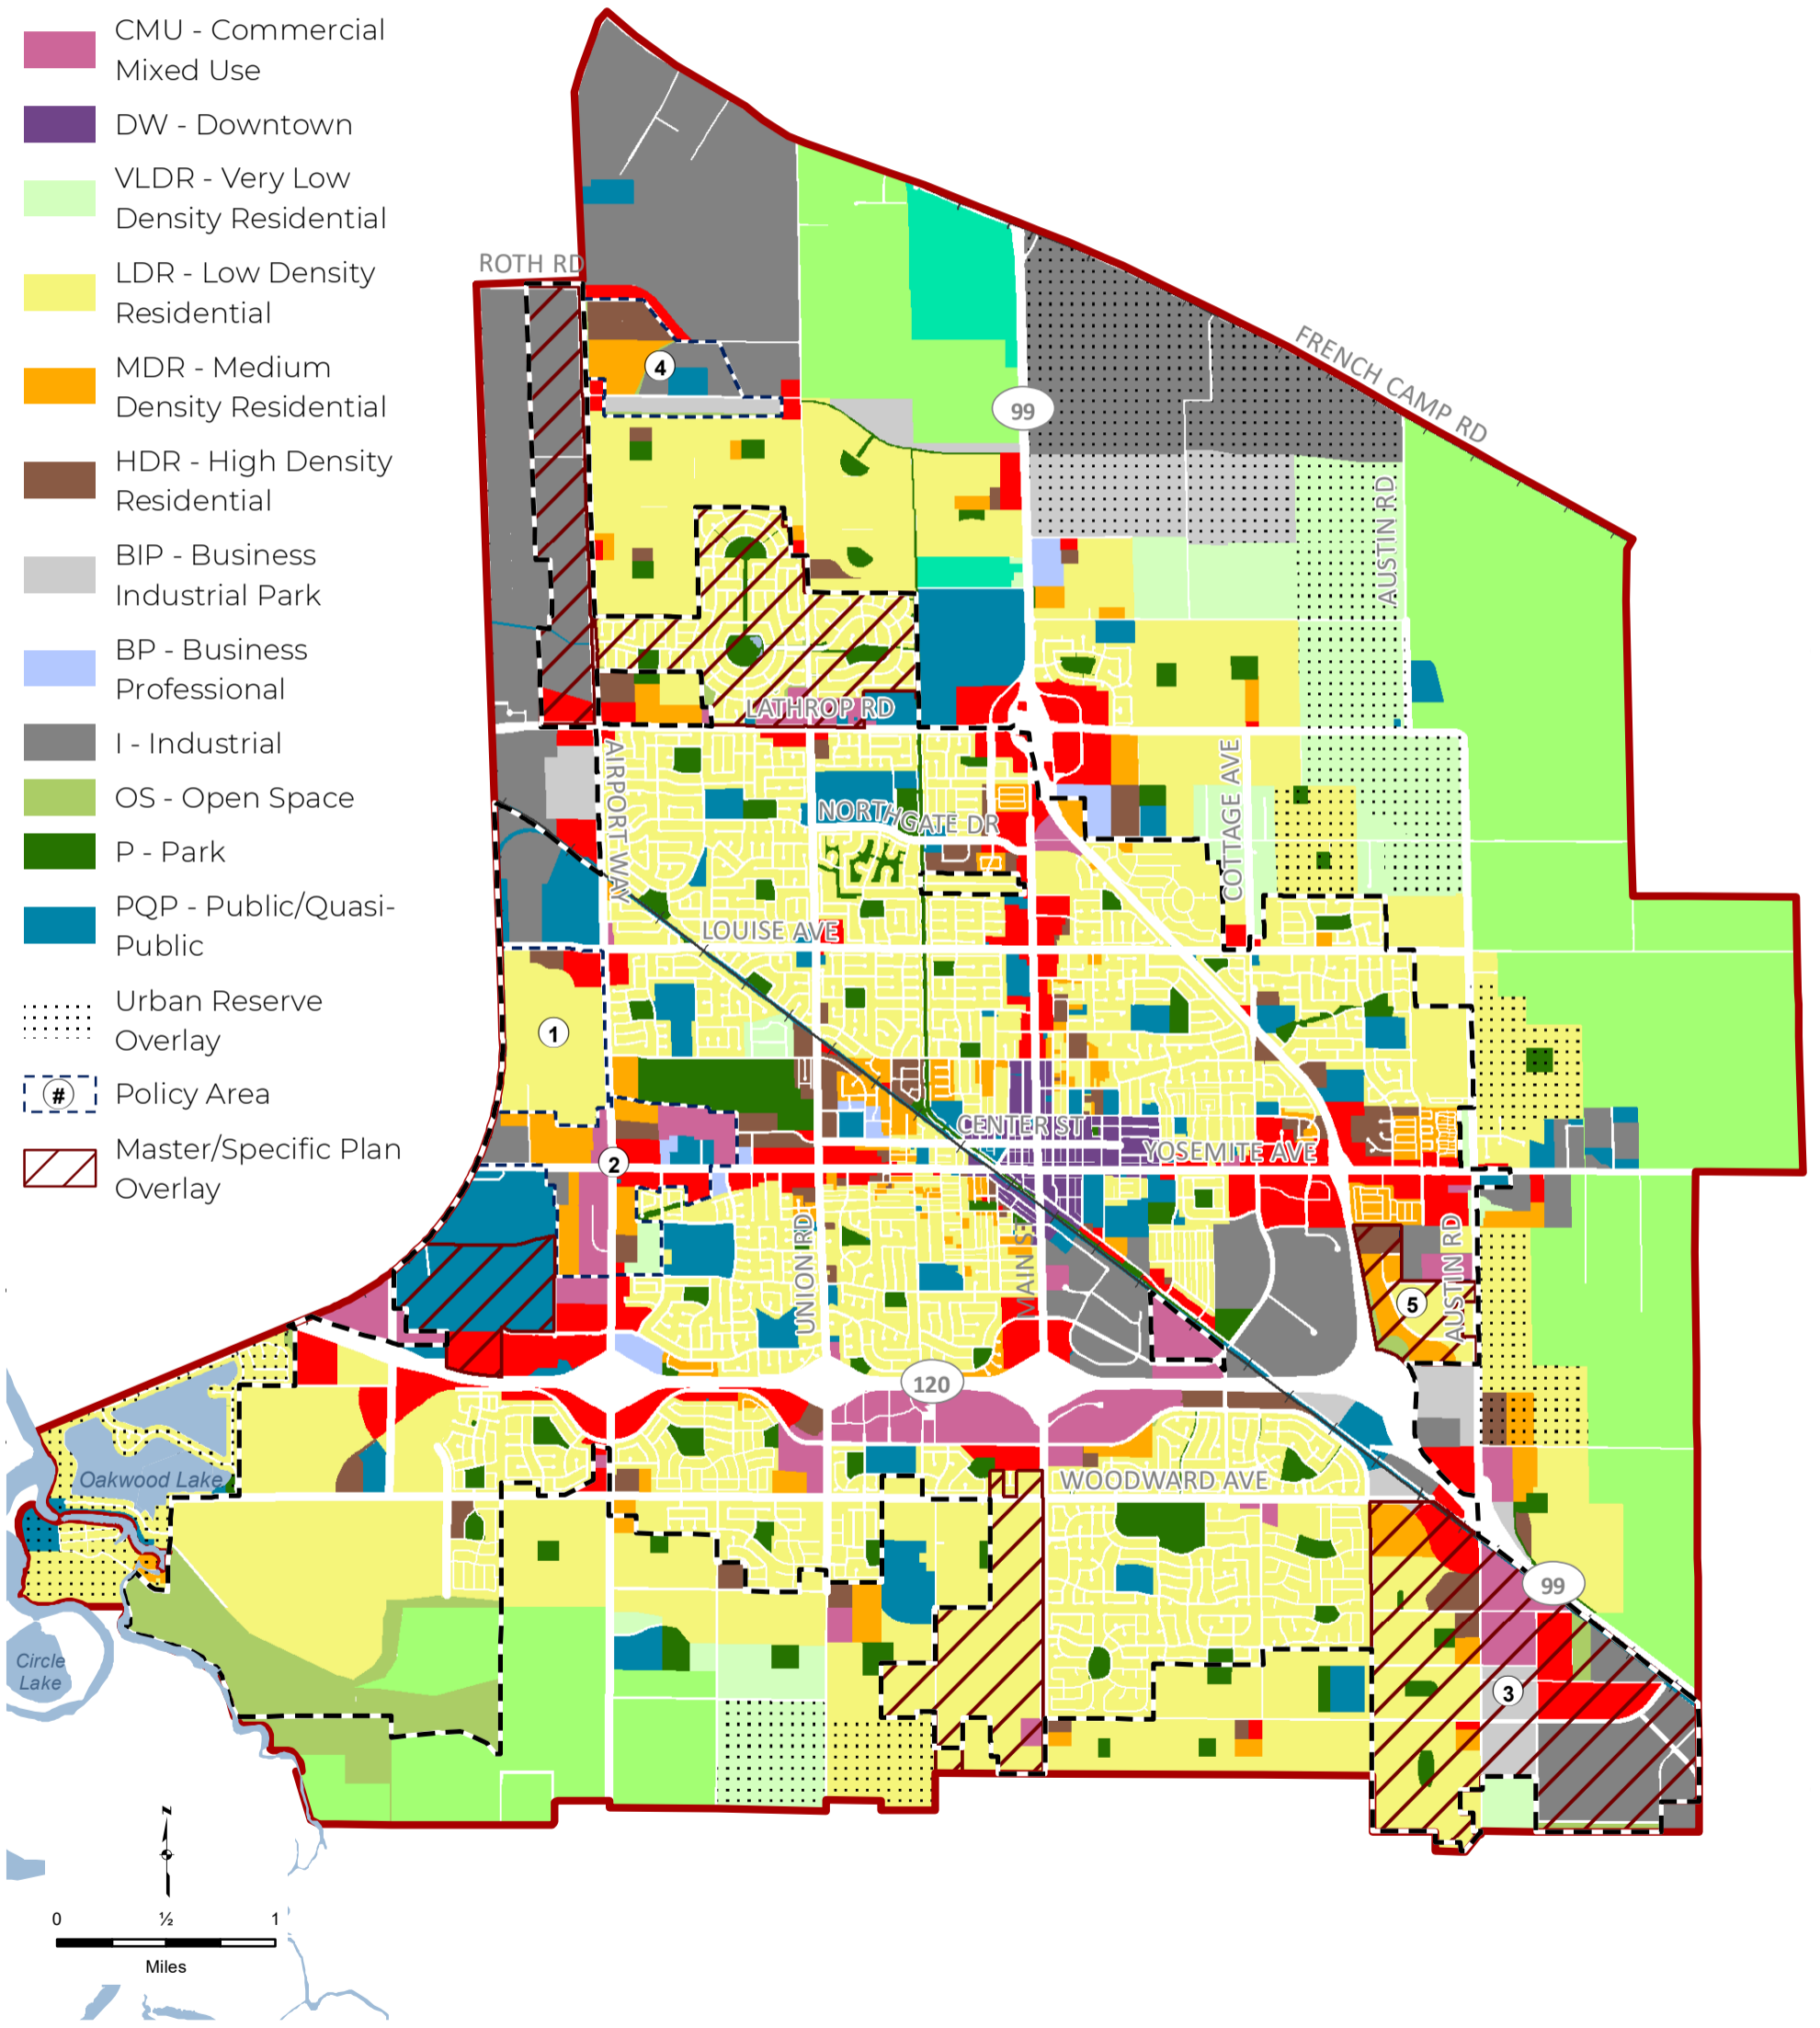 CMU - Commercial
Mixed Use
DW - Downtown
VLDR - Very Low
Density Residential
LDR - Low Density
Residential
MDR - Medium
Density Residential
HDR - High Density
Residential
BIP - Business
Industrial Park
BP - Business
Professional
I - Industrial
OS - Open Space
P - Park
PQP - Public/Quasi-
Public
Urban Reserve
Overlay
# Policy Area
Master/Specific Plan
Overlay
ROTH RD
FRENCH CAMP RD
4
99
AUSTIN RD
LATHROP RD
AIRPORT WAY
COTTAGE AVE
NORTHGATE DR
LOUISE AVE
1
CENTER ST
YOSEMITE AVE
2
UNION RD
MAIN ST
AUSTIN RD
5
120
Oakwood Lake
WOODWARD AVE
99
Circle
Lake
3
N
0 ½ 1
Miles